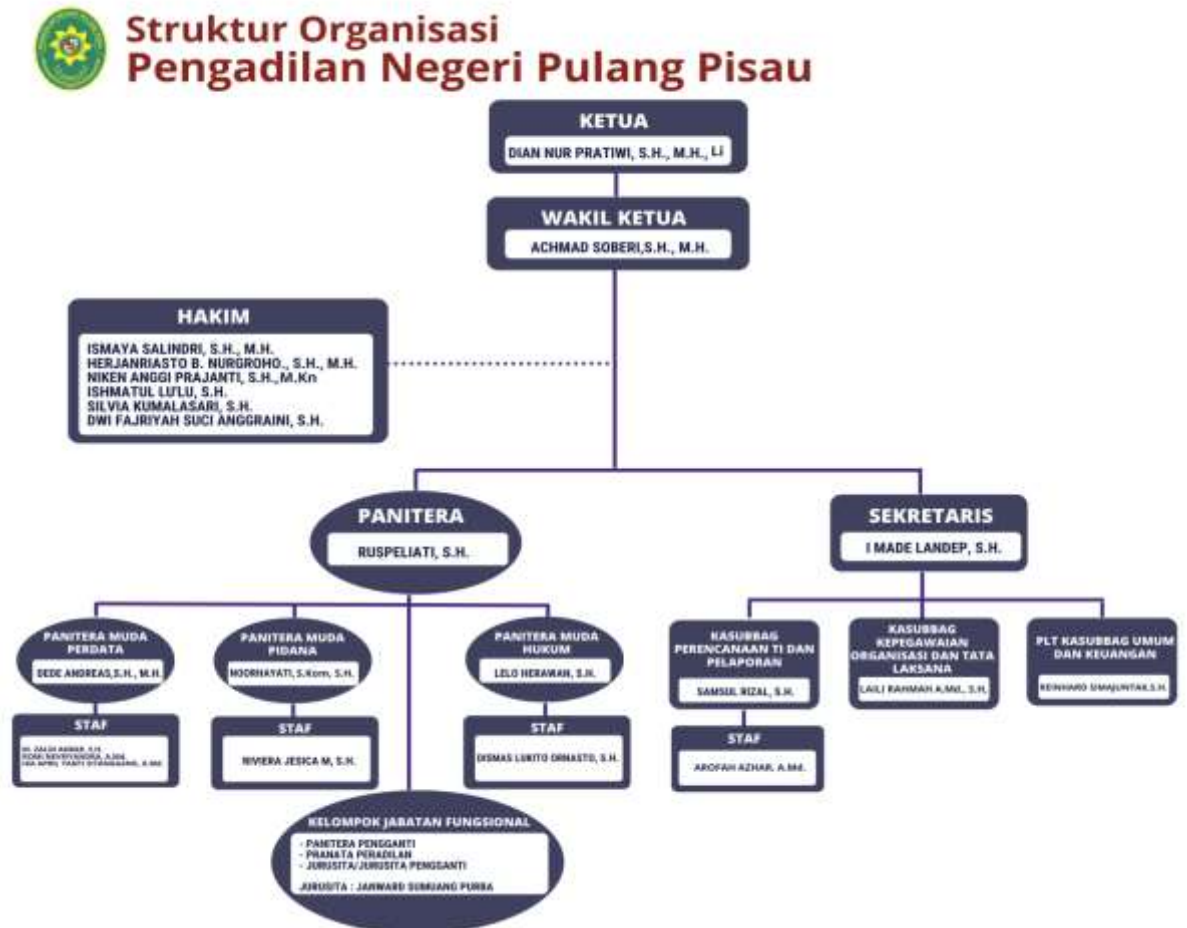 Struktur Organisasi
Pengadilan Negeri Pulang Pisau
KETUA
DIAN NUR PRATIWI, S.H., M.H., Li
WAKIL KETUA
ACHMAD SOBERI,S.H., M.H.
HAKIM
ISMAYA SALINDRI, S.H., M.H.
HERJANRIASTO B. NURGROHO., S.H., M.H.
NIKEN ANGGI PRAJANTI, S.H.,M.Kn
ISHMATUL LU'LU, S.H.
SILVIA KUMALASARI, S.H.
DWI FAJRIYAH SUCI ANGGRAINI, S.H.
PANITERA
RUSPELIATI, S.H.
SEKRETARIS
I MADE LANDEP, S.H.
PANITERA MUDA
PERDATA
DEDE ANDREAS,S.H., M.H.
PANITERA MUDA
PIDANA
NOORHAYATI, S.Kom, S.H.
PANITERA MUDA
HUKUM
LELO HERAWAN, S.H.
KASUBBAG
PERENCANAAN TI DAN
PELAPORAN
SAMSUL RIZAL, S.H.
KASUBBAG
KEPEGAWAIAN
ORGANISASI DAN TATA
LAKSANA
LAILI RAHMAH A.Md., S.H.
PLT KASUBBAG UMUM
DAN KEUANGAN
REINHARD SIMAJUNTAK,S.H.
STAF
M. ZALDI AKBAR, S.H.
A.Md.
A.Md
STAF
RIVIERA JESICA M, S.H.
STAF
DISMAS LUKITO ORNASTO, S.H.
STAF
AROFAH AZHAR. A.Md.
KELOMPOK JABATAN FUNGSIONAL
- PANITERA PENGGANTI
- PRANATA PERADILAN
- JURUSITA/JURUSITA PENGGANTI
JURUSITA : JANWARD SUMUANG PURBA